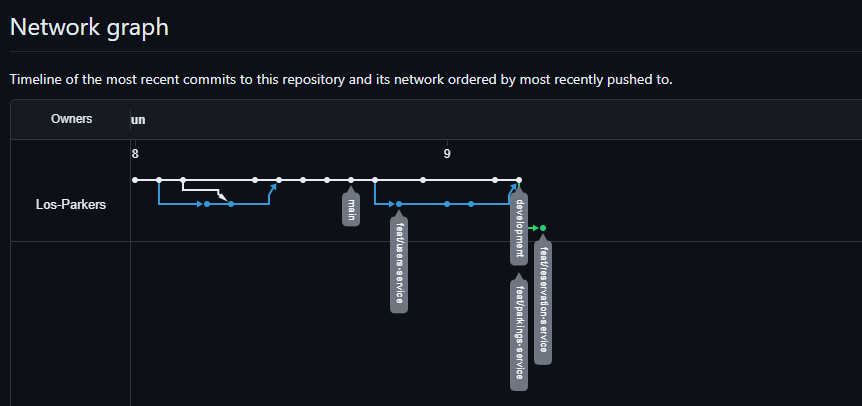 Network graph
Timeline of the most recent commits to this repository and its network ordered by most recently pushed to.
Owners
un
8
9
Los-Parkers
main
feat/users-service
development
feat/parkings-service
feat/reservation-service